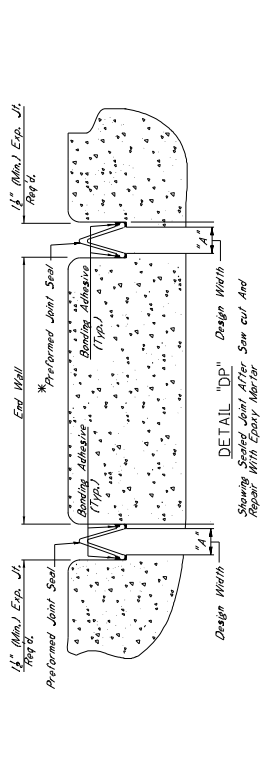 1½" (Min.) Exp. Jt.
Req'd.
Preformed Joint Seal
End Wall
*Preformed Joint Seal
1½" (Min.) Exp. Jt.
Req'd.
Bonding Adhesive
(Typ.)
Bonding Adhesive
(Typ.)
"A"
Design Width
"A"
Design Width
DETAIL "DP"
Showing Sealed Joint After Saw cut And
Repair With Epoxy Mortar